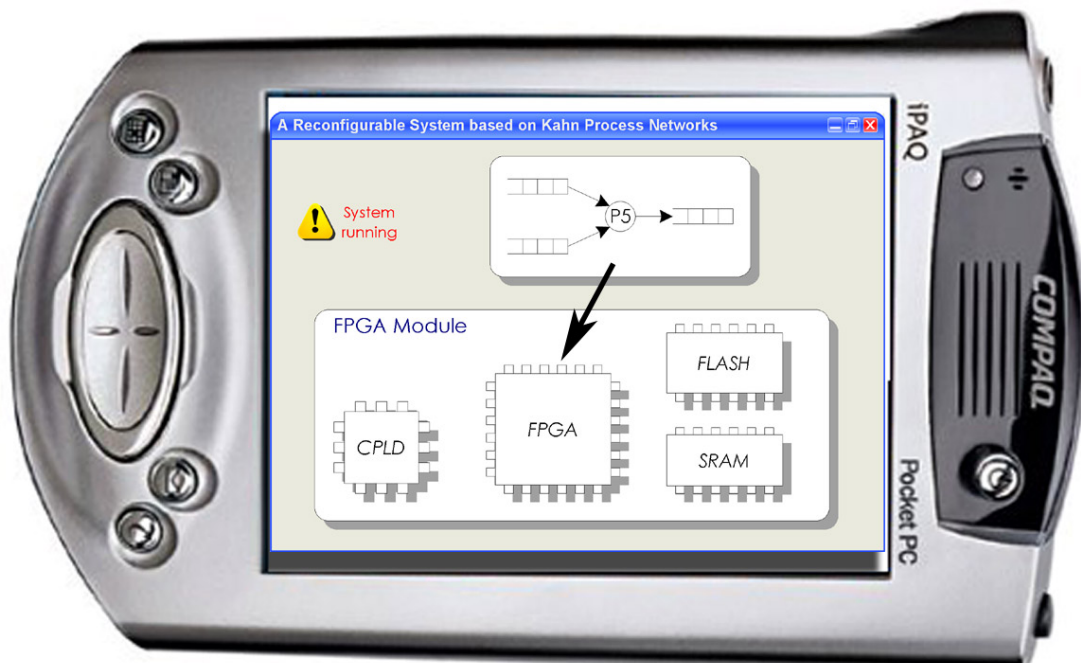 A Reconfigurable System based on Kahn Process Networks
System
running
P5
FPGA Module
FLASH
FPGA
CPLD
SRAM
iPAQ
COMPAQ
Pocket PC